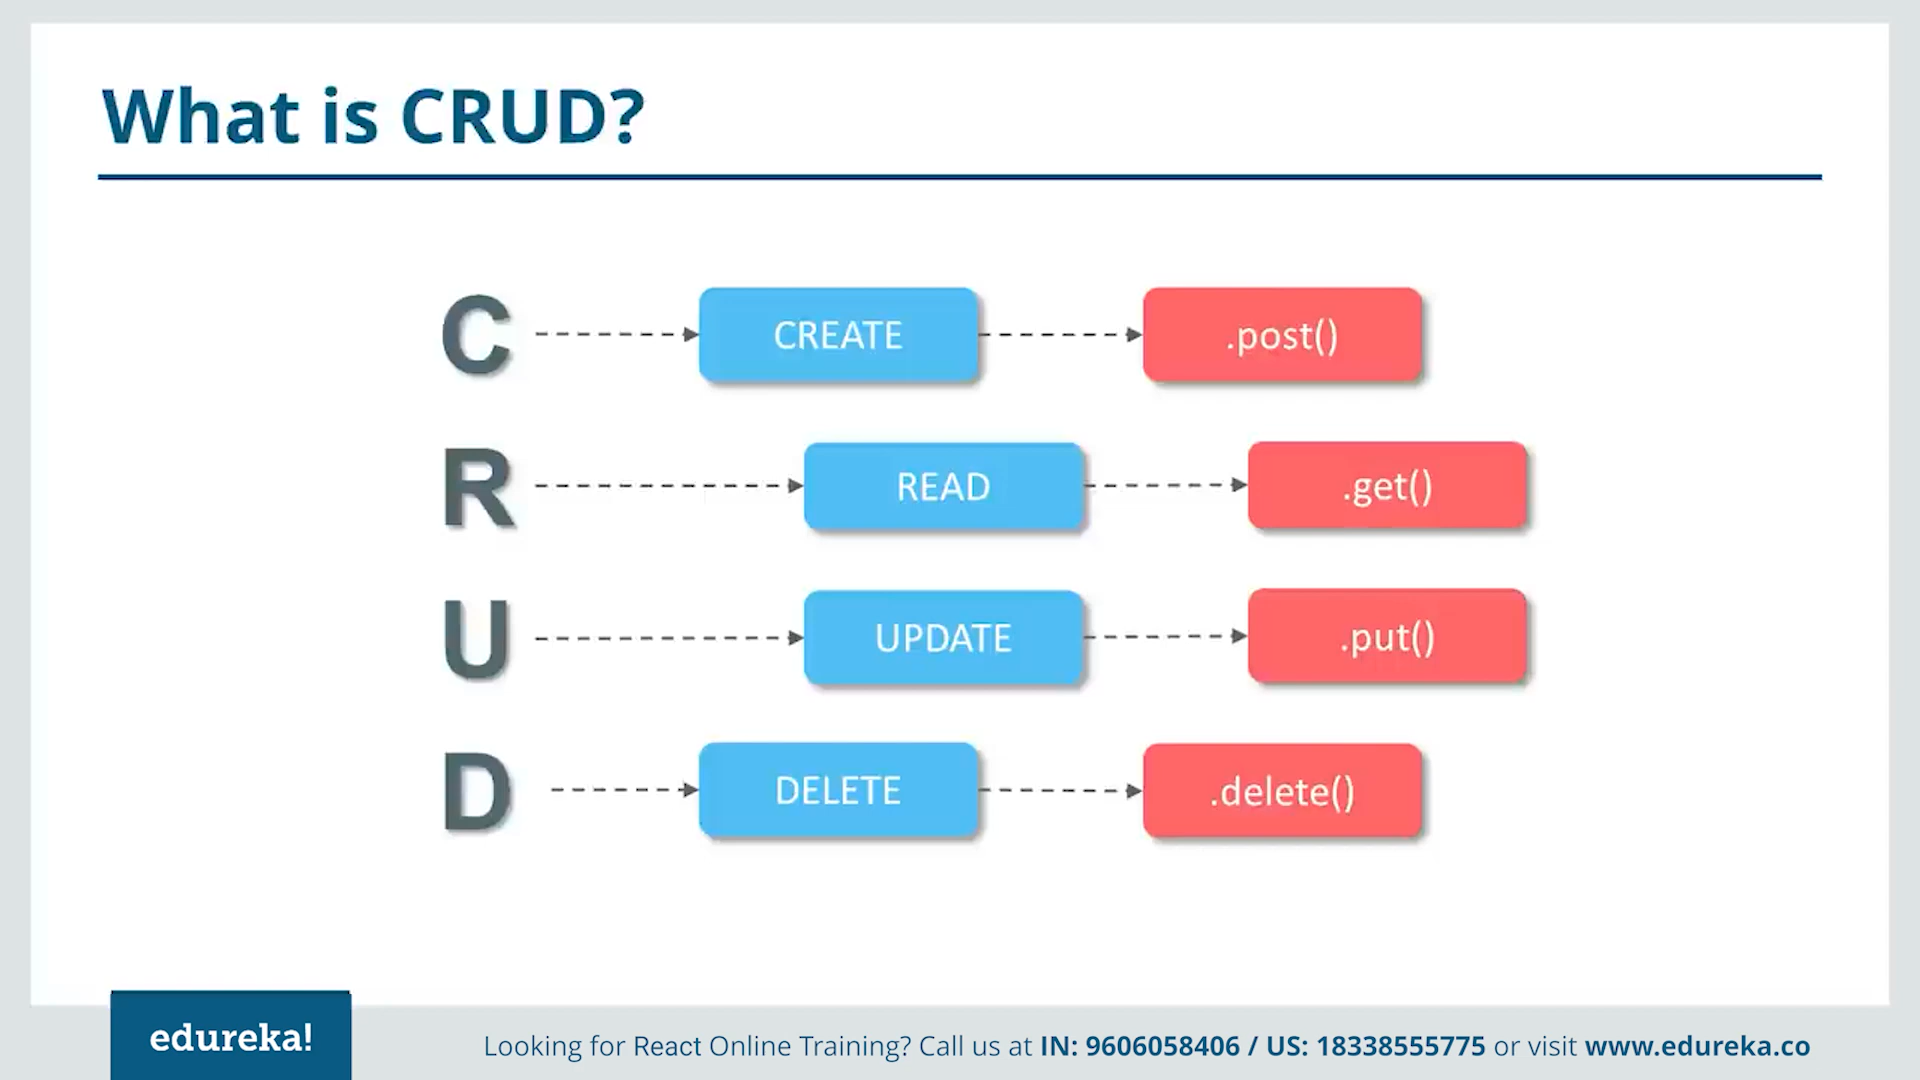 What is CRUD?
C CREATE .post()
R READ .get()
U UPDATE .put()
D DELETE .delete()
edureka!
Looking for React Online Training? Call us at IN: 9606058406 / US: 18338555775 or visit www.edureka.co